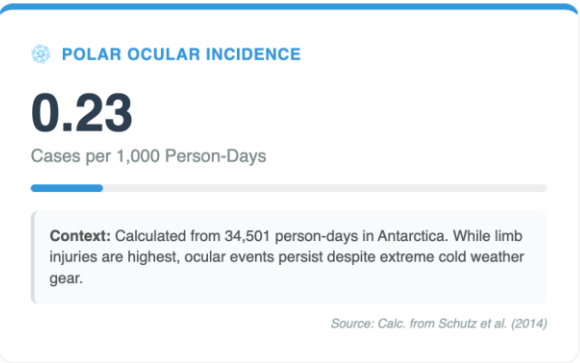 POLAR OCULAR INCIDENCE
0.23
Cases per 1,000 Person-Days
Context: Calculated from 34,501 person-days in Antarctica. While limb
injuries are highest, ocular events persist despite extreme cold weather
gear.
Source: Calc. from Schutz et al. (2014)